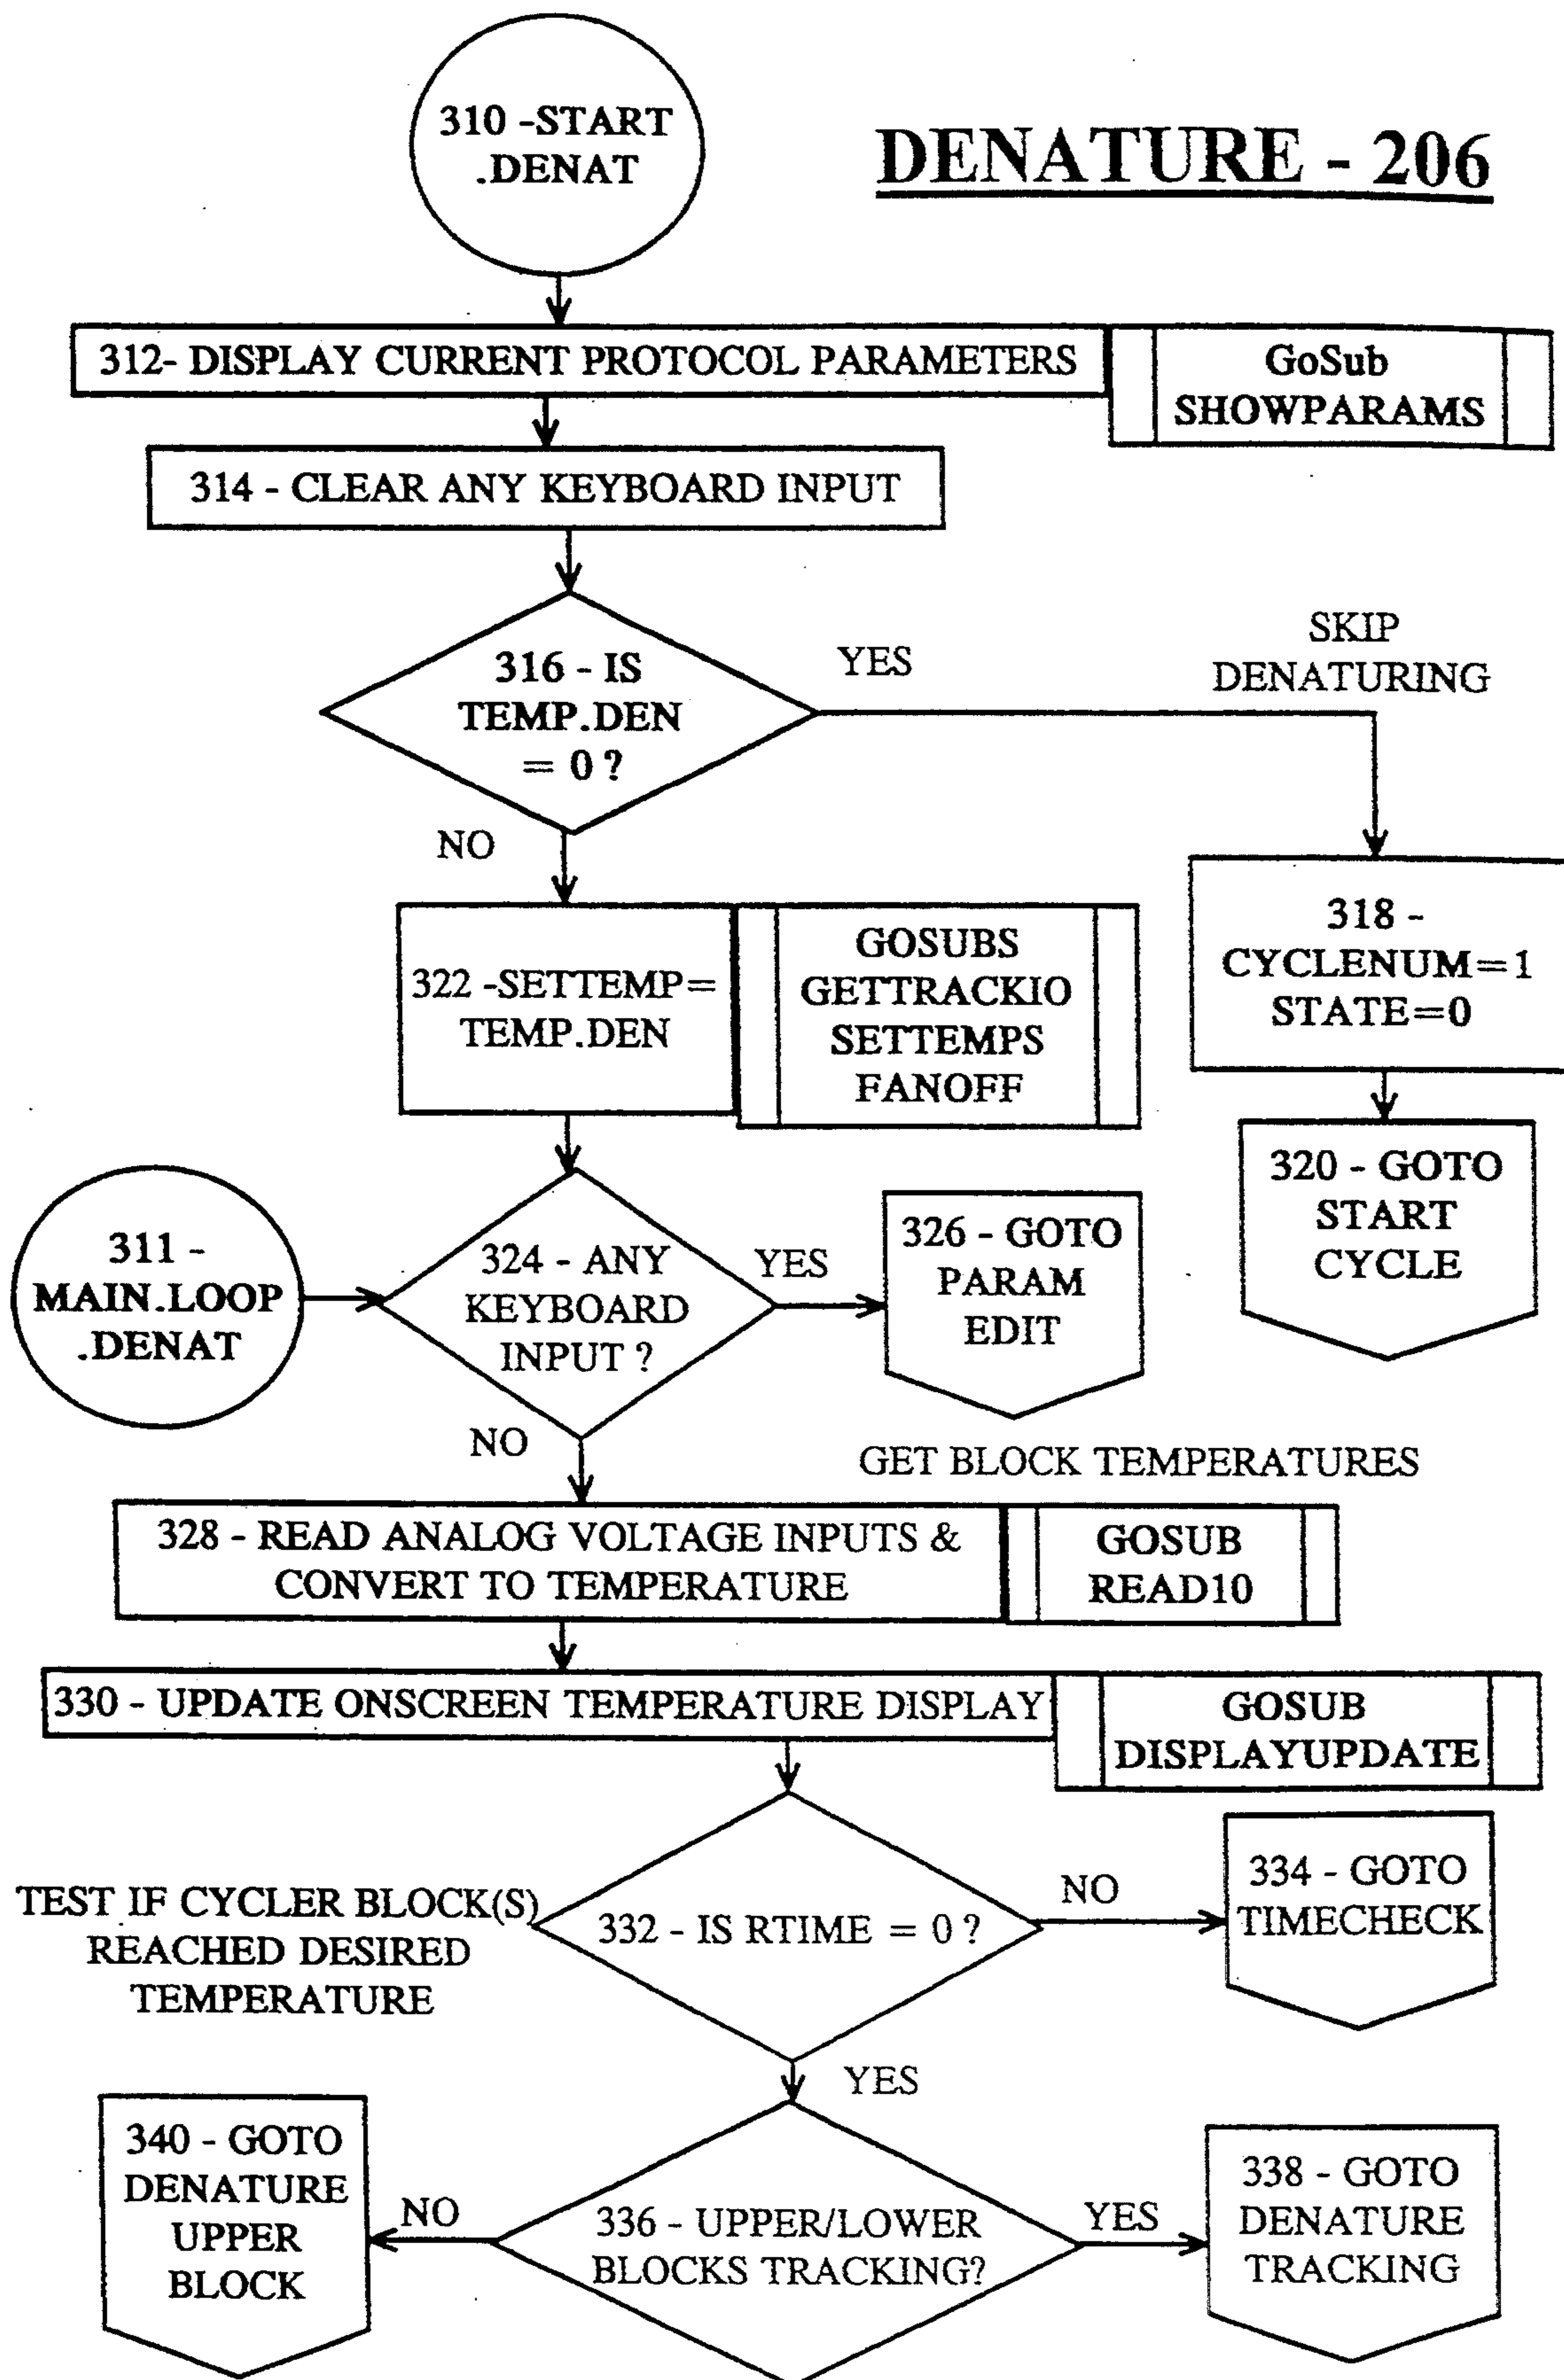 310 -START
.DENAT
DENATURE - 206
312- DISPLAY CURRENT PROTOCOL PARAMETERS
GoSub
SHOWPARAMS
314 - CLEAR ANY KEYBOARD INPUT
316 - IS
TEMP.DEN
= 0 ?
YES
SKIP
DENATURING
NO
318 -
CYCLENUM=1
STATE=0
322 -SETTEMP=
TEMP.DEN
GOSUBS
GETTRACKIO
SETTEMPS
FANOFF
320 - GOTO
START
CYCLE
311 -
MAIN.LOOP
.DENAT
324 - ANY
KEYBOARD
INPUT ?
YES
326 - GOTO
PARAM
EDIT
NO
GET BLOCK TEMPERATURES
328 - READ ANALOG VOLTAGE INPUTS &
CONVERT TO TEMPERATURE
GOSUB
READ10
330 - UPDATE ONSCREEN TEMPERATURE DISPLAY
GOSUB
DISPLAYUPDATE
TEST IF CYCLER BLOCK(S)
REACHED DESIRED
TEMPERATURE
332 - IS RTIME = 0 ?
NO
334 - GOTO
TIMECHECK
YES
340 - GOTO
DENATURE
UPPER
BLOCK
NO
336 - UPPER/LOWER
BLOCKS TRACKING?
YES
338 - GOTO
DENATURE
TRACKING